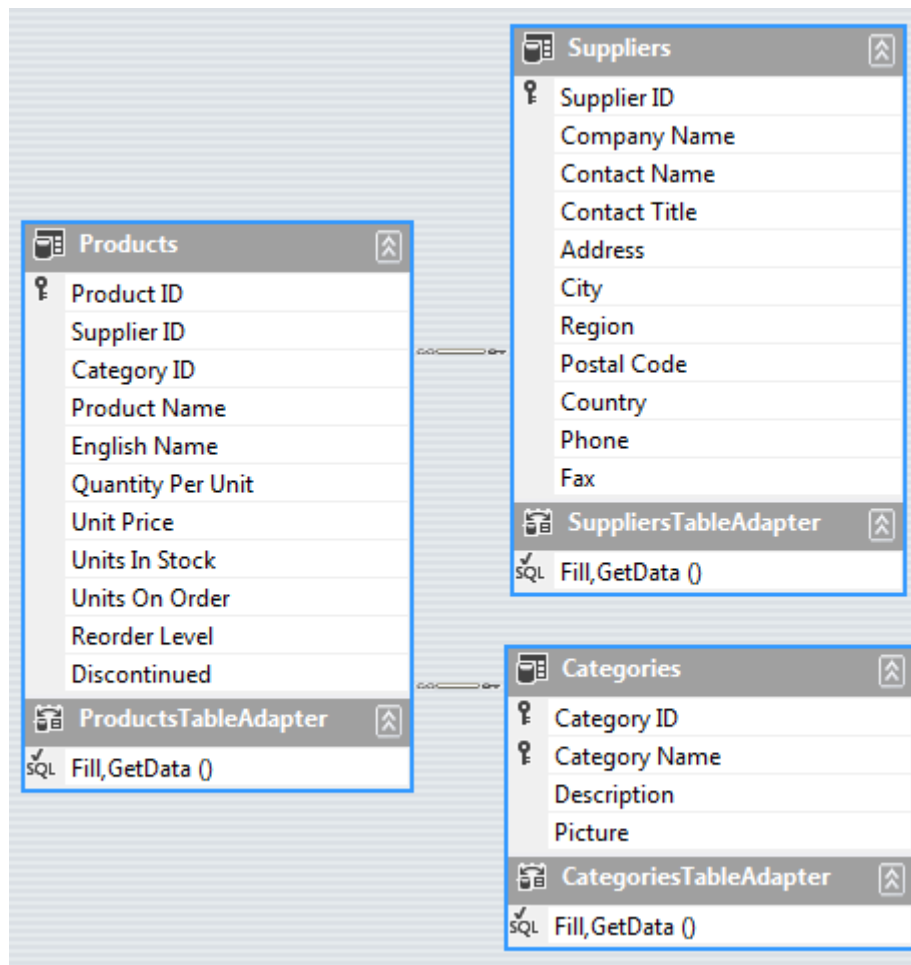 Products
Product ID
Supplier ID
Category ID
Product Name
English Name
Quantity Per Unit
Unit Price
Units In Stock
Units On Order
Reorder Level
Discontinued
ProductsTableAdapter
SQL Fill,GetData ()
Suppliers
Supplier ID
Company Name
Contact Name
Contact Title
Address
City
Region
Postal Code
Country
Phone
Fax
SuppliersTableAdapter
SQL Fill,GetData ()
Categories
Category ID
Category Name
Description
Picture
CategoriesTableAdapter
SQL Fill,GetData ()